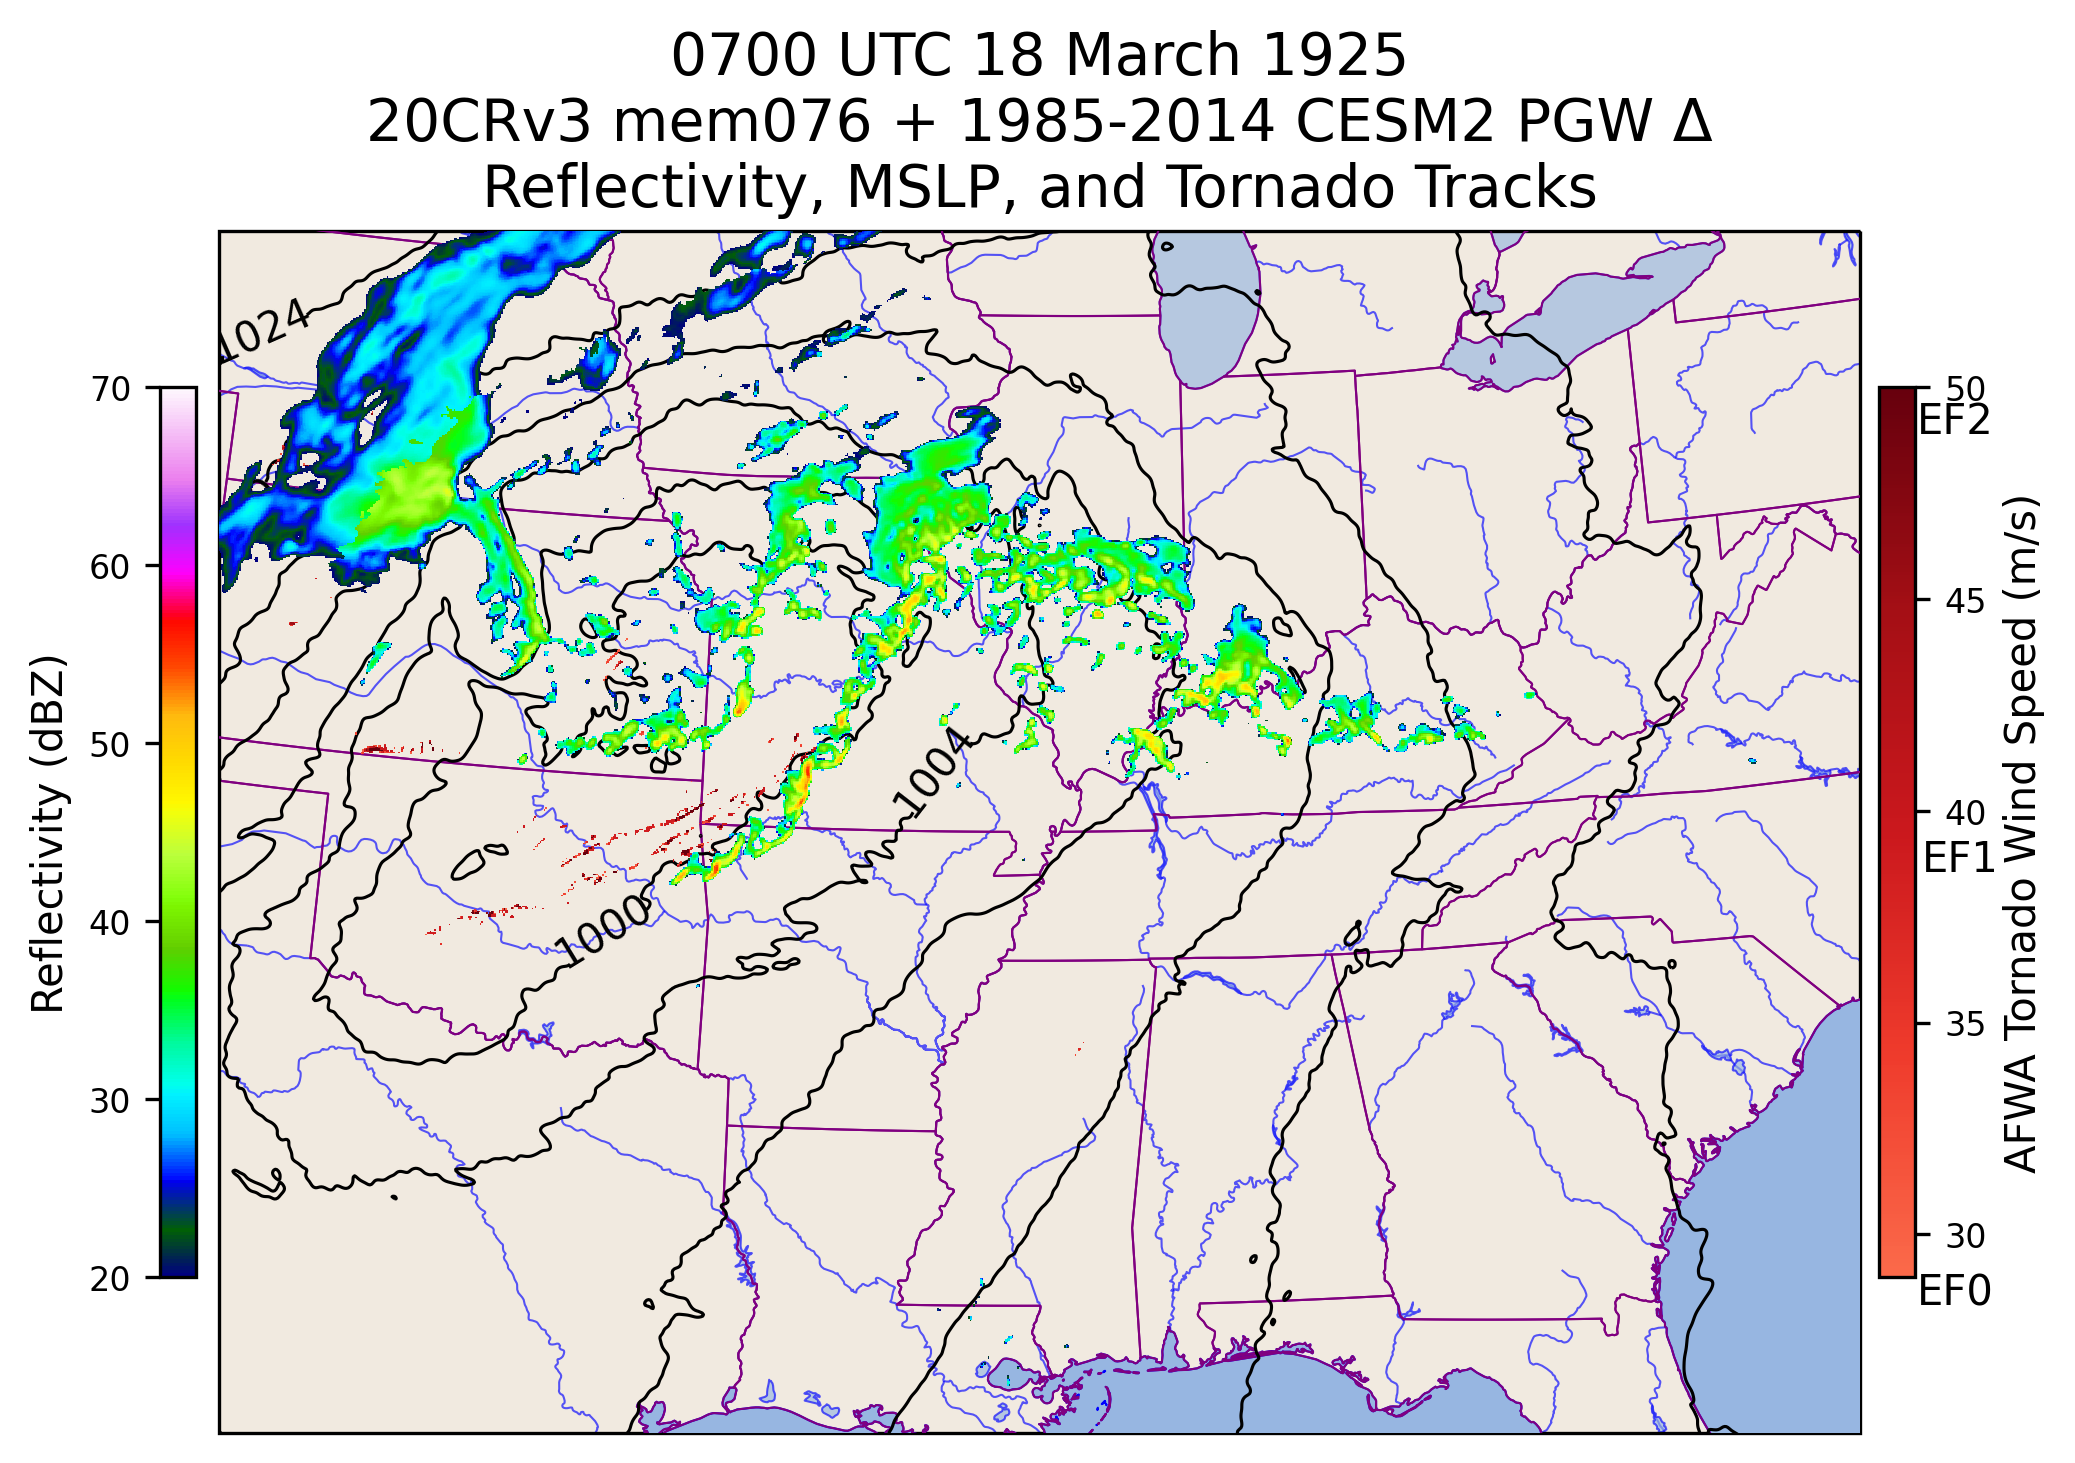 0700 UTC 18 March 1925
20CRv3 mem076 + 1985-2014 CESM2 PGW Δ
Reflectivity, MSLP, and Tornado Tracks
1024
1004
1000
70
60
50
40
30
20
Reflectivity (dBZ)
50
EF2
45
40
EF1
35
30
EF0
AFWA Tornado Wind Speed (m/s)